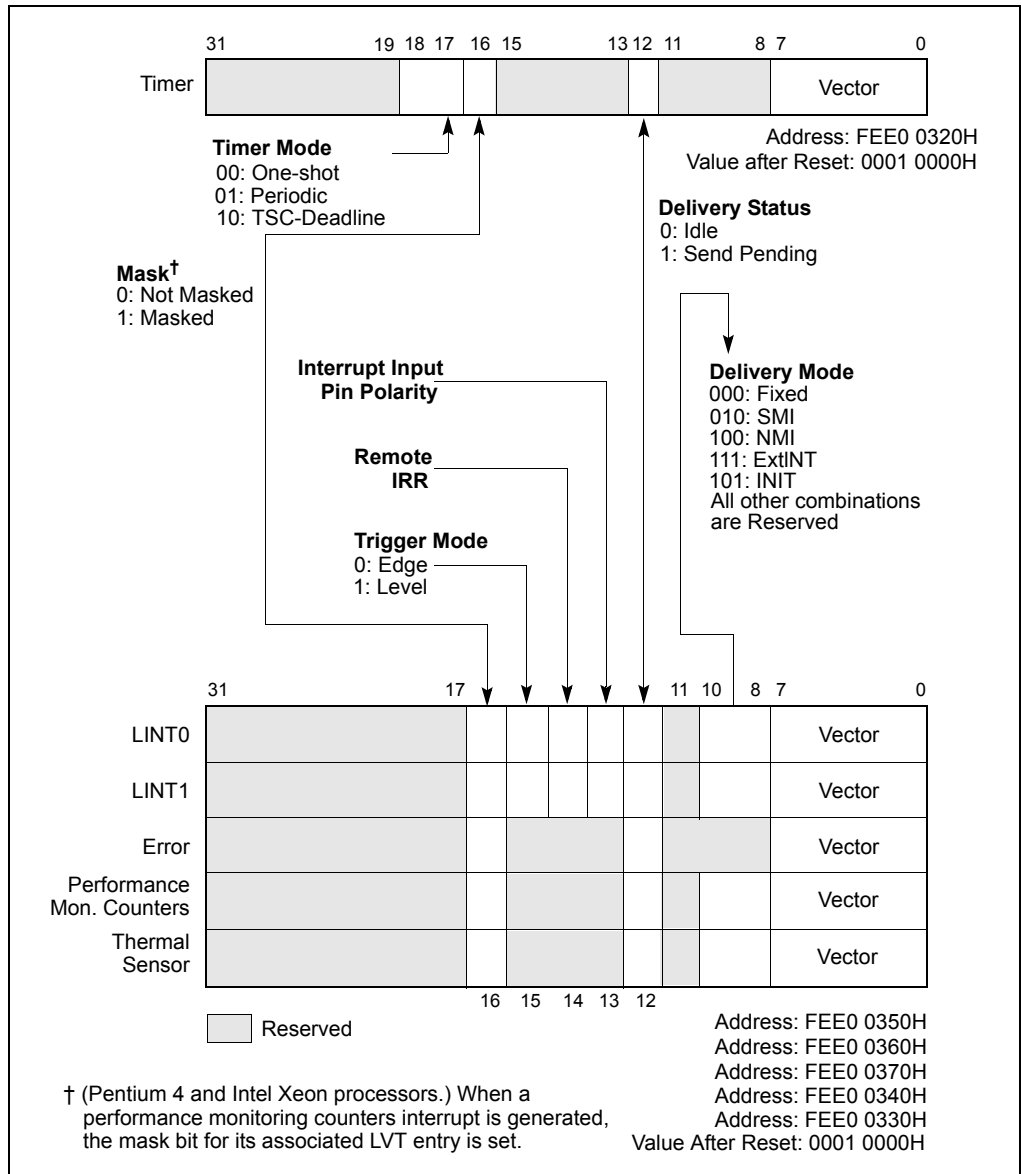 31 19 18 17 16 15 13 12 11 8 7 0
Timer
Vector
Address: FEE0 0320H
Value after Reset: 0001 0000H
Timer Mode
00: One-shot
01: Periodic
10: TSC-Deadline
Delivery Status
0: Idle
1: Send Pending
Mask†
0: Not Masked
1: Masked
Interrupt Input
Pin Polarity
Delivery Mode
000: Fixed
010: SMI
100: NMI
111: ExtINT
101: INIT
All other combinations
are Reserved
Remote
IRR
Trigger Mode
0: Edge
1: Level
31 17 11 10 8 7 0
LINT0 Vector
LINT1 Vector
Error Vector
Performance
Mon. Counters
Vector
Thermal
Sensor
Vector
16 15 14 13 12
Reserved
Address: FEE0 0350H
Address: FEE0 0360H
Address: FEE0 0370H
Address: FEE0 0340H
Address: FEE0 0330H
Value After Reset: 0001 0000H
† (Pentium 4 and Intel Xeon processors.) When a
performance monitoring counters interrupt is generated,
the mask bit for its associated LVT entry is set.